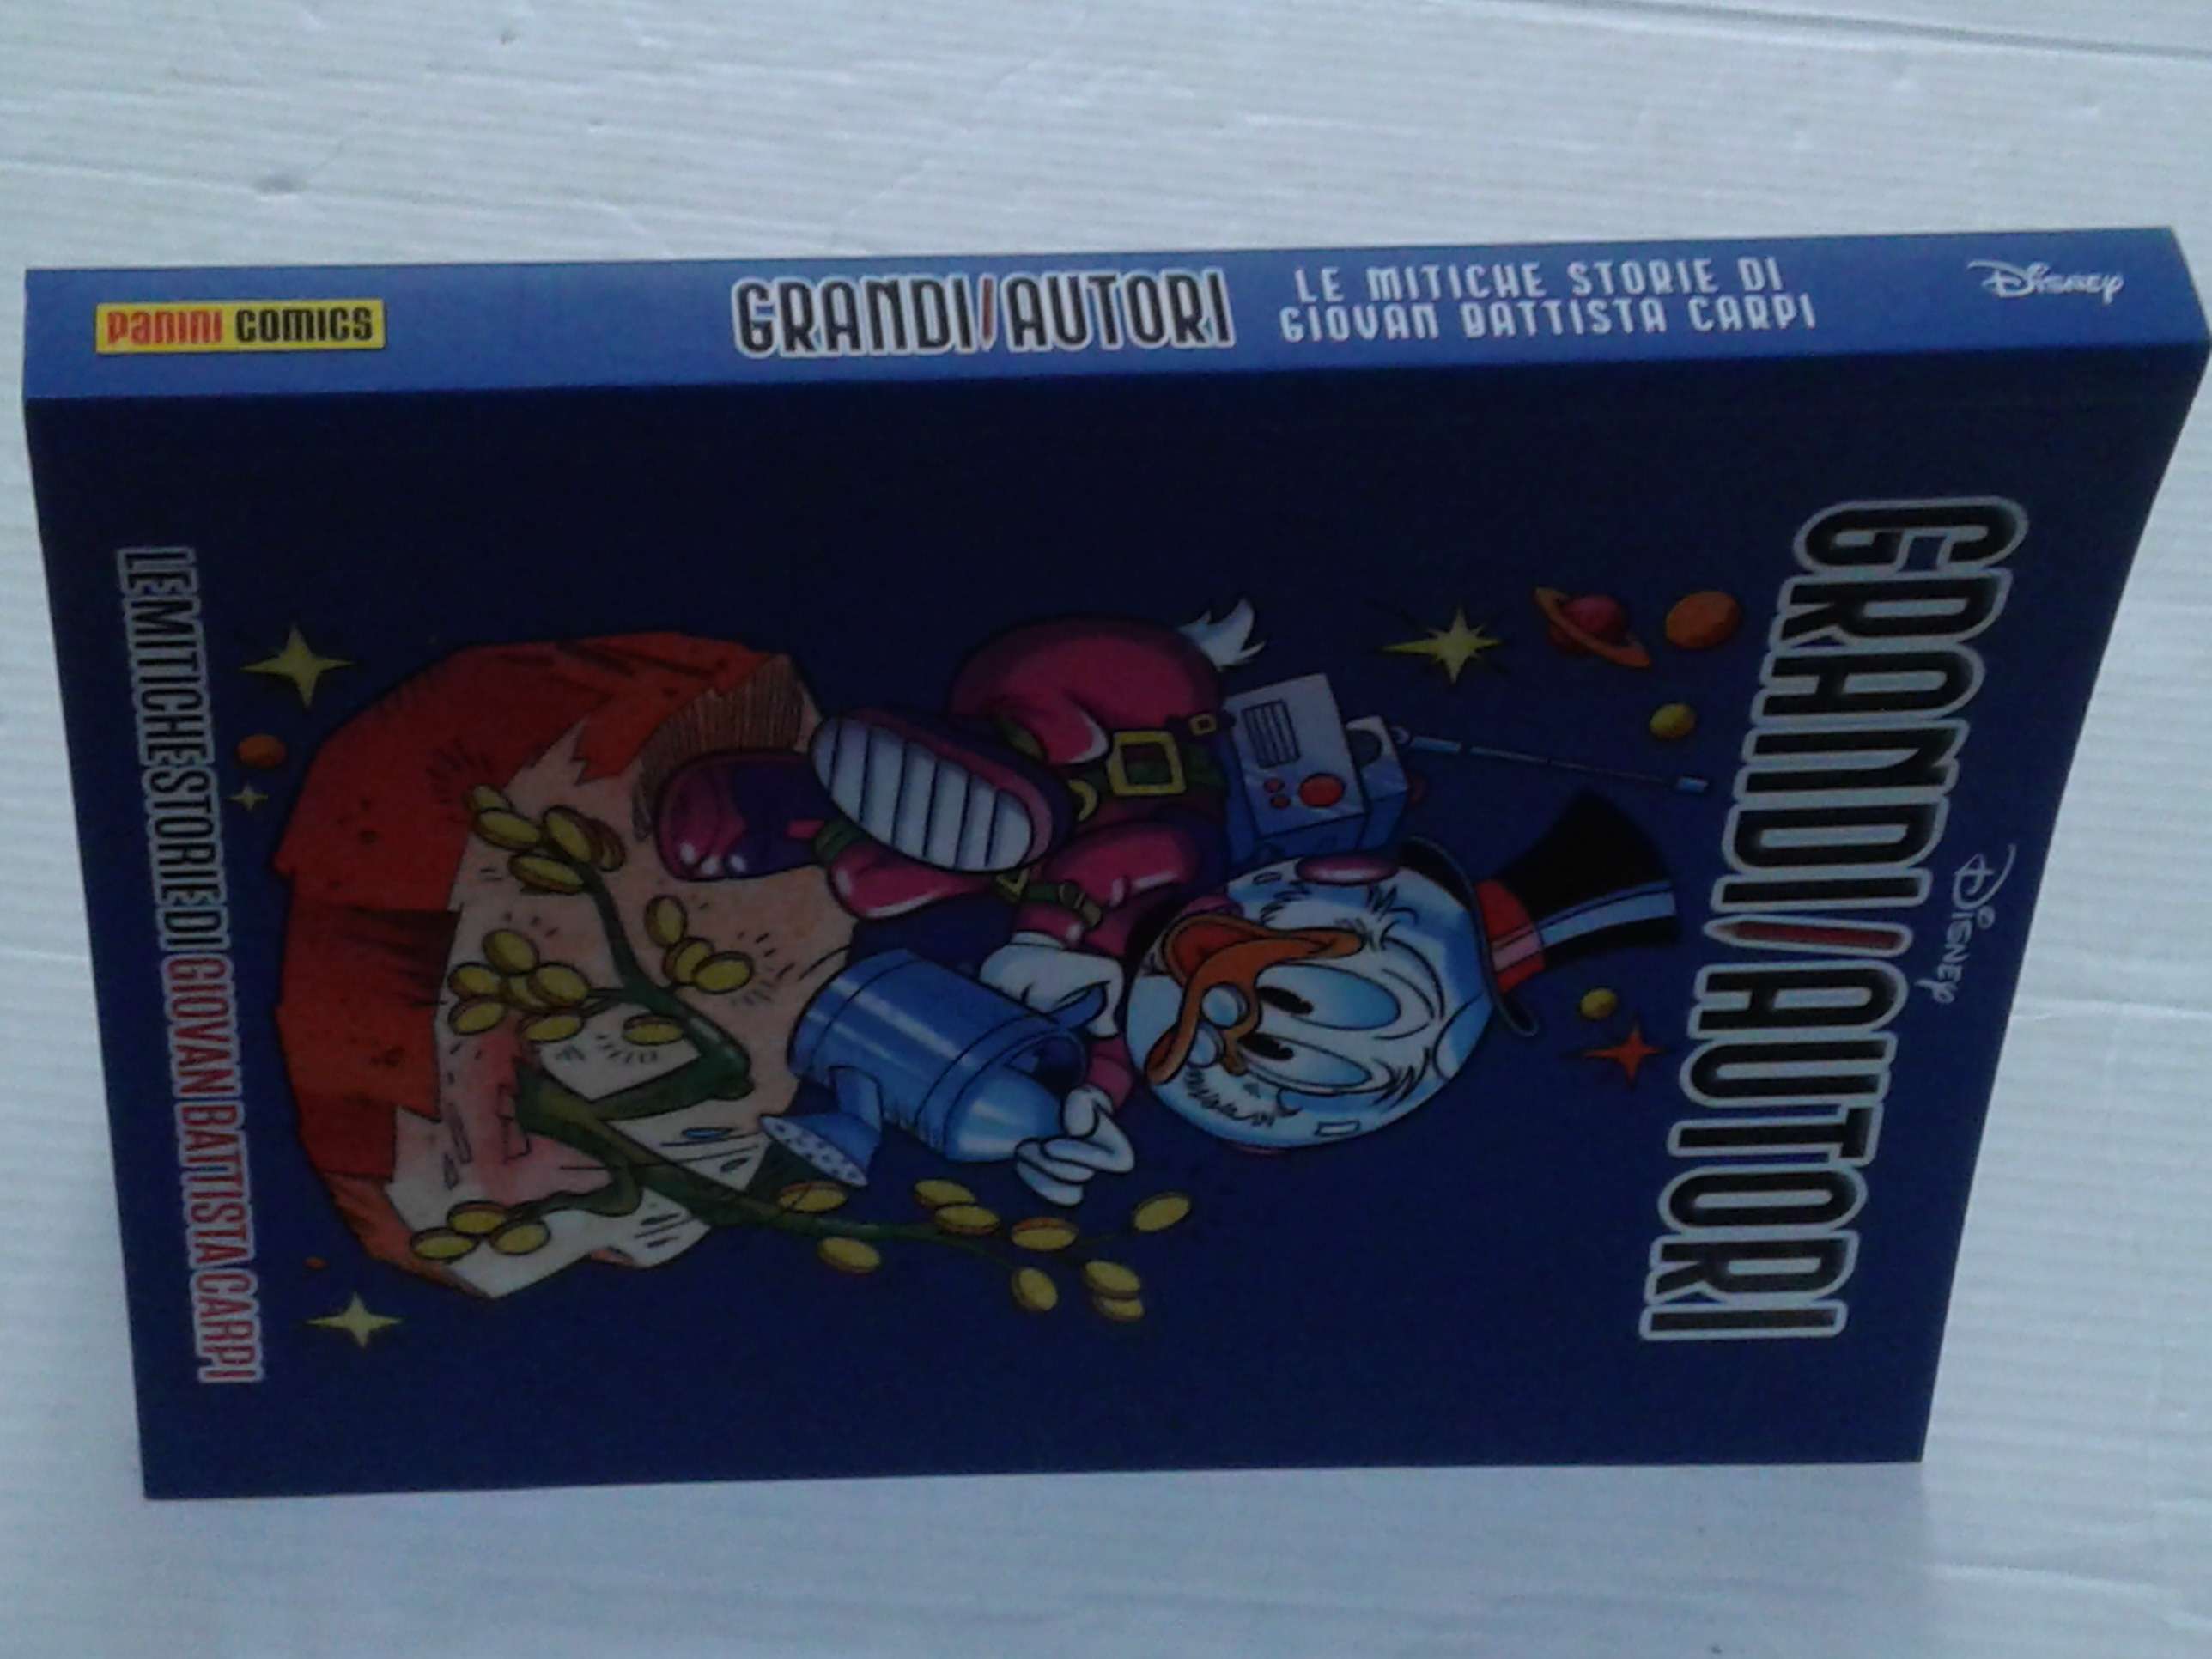 PANINI COMICS
GRANDI/AUTORI
LE MITICHE STORIE DI
GIOVAN BATTISTA CARPI
Disney
Disney
GRANDI/AUTORI
LE MITICHE STORIE DI GIOVAN BATTISTA CARPI